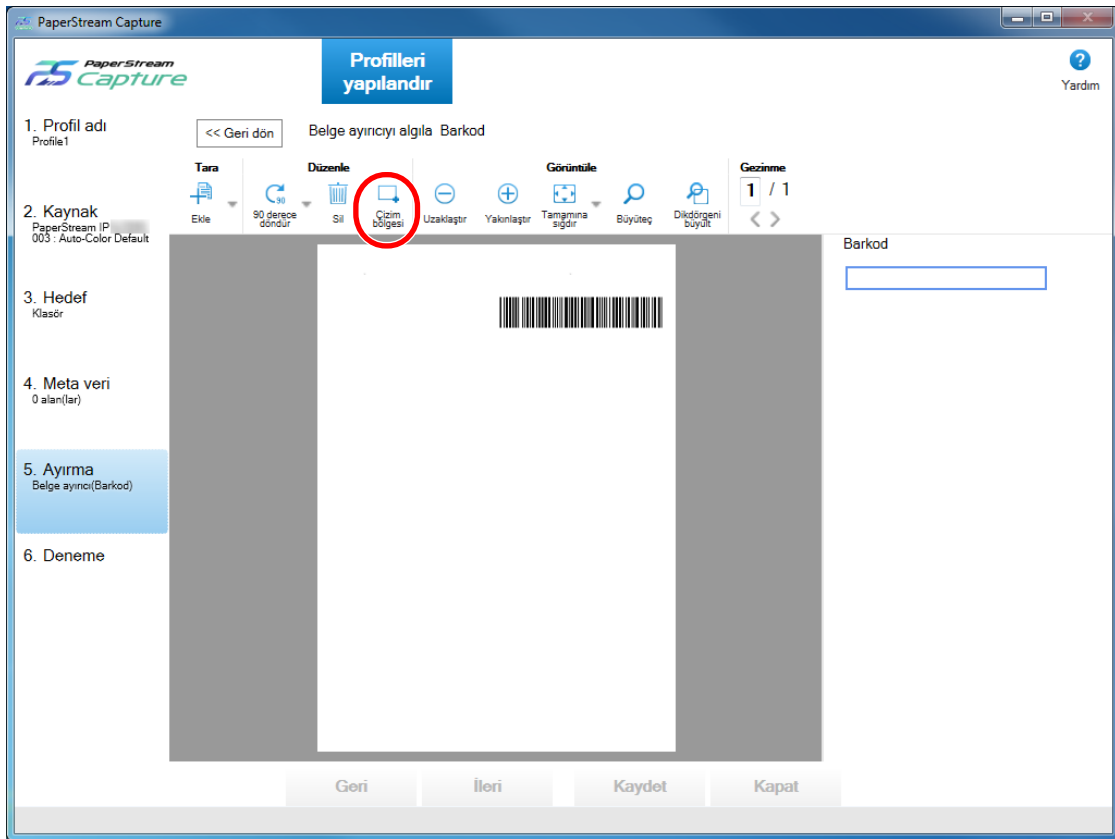 PaperStream Capture
PaperStream
Capture
Profilleri
yapılandır
?
Yardım
1. Profil adı
Profile1
<< Geri dön
Belge ayırıcıyı algıla Barkod
Tara
Düzenle
Görüntüle
Gezinme
90
1 / 1
Ekle
90 derece
döndür
Sil
Çizim
bölgesi
Uzaklaştır
Yakınlaştır
Tamamına
sığdır
Büyüteç
Dikdörgeni
büyült
2. Kaynak
PaperStream IP
003 : Auto-Color Default
Barkod
3. Hedef
Klasör
4. Meta veri
0 alan(lar)
5. Ayırma
Belge ayırıcı(Barkod)
6. Deneme
Geri
İleri
Kaydet
Kapat